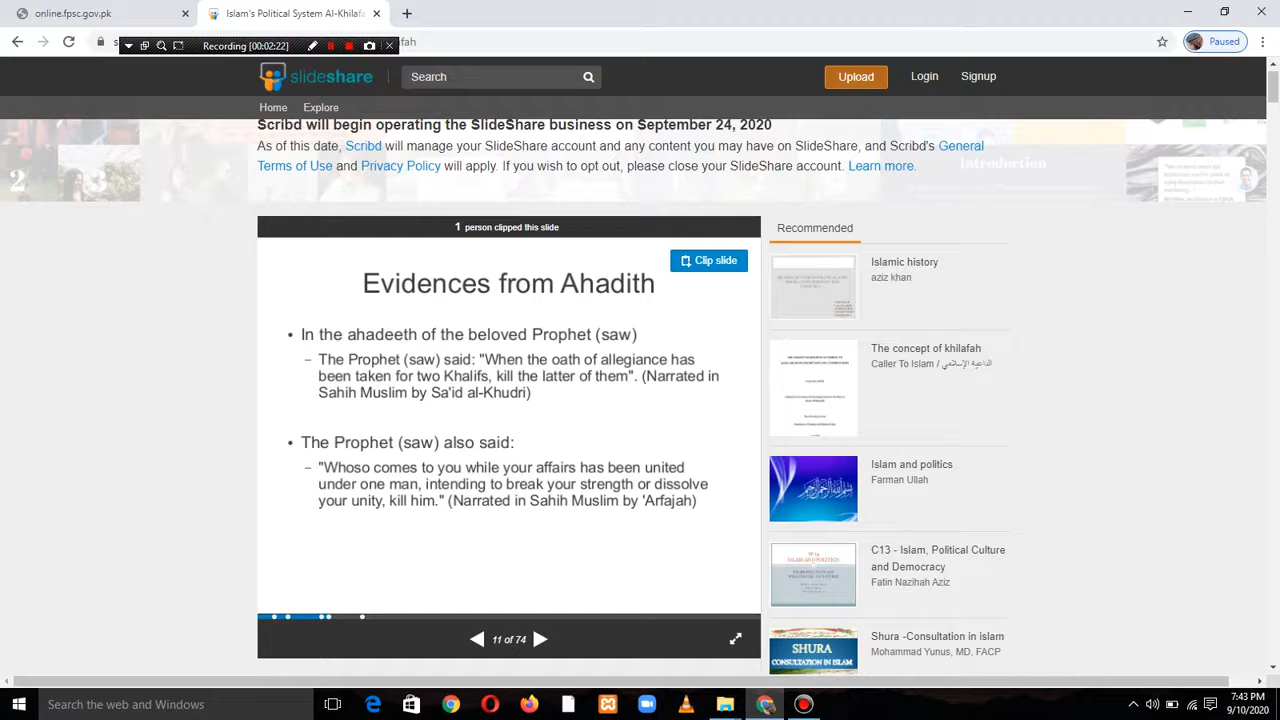 online.fpsc.gov.pk
Islam's Political System
Recording [00:02:22]
Paused
slideshare
Search
Upload
Login
Signup
Home
Explore
Scribd will begin operating the SlideShare business on September 24, 2020
As of this date, Scribd will manage your SlideShare account and any content you may have on SlideShare, and Scribd's General
Terms of Use and Privacy Policy will apply. If you wish to opt out, please close your SlideShare account. Learn more.
1 person clipped this slide
Clip slide
Evidences from Ahadith
• In the ahadeeth of the beloved Prophet (saw)
– The Prophet (saw) said: "When the oath of allegiance has
been taken for two Khalifs, kill the latter of them". (Narrated in
Sahih Muslim by Sa'id al-Khudri)
• The Prophet (saw) also said:
– "Whoso comes to you while your affairs has been united
under one man, intending to break your strength or dissolve
your unity, kill him." (Narrated in Sahih Muslim by 'Arfajah)
11 of 74
Recommended
Islamic history
aziz khan
The concept of khilafah
Caller To Islam / الداعية الإسلامي
Islam and politics
Farman Ullah
C13 - Islam, Political Culture
and Democracy
Fatin Nazihah Aziz
SHURA
CONSULTATION IN ISLAM
Shura -Consultation in islam
Mohammad Yunus, MD, FACP
Search the web and Windows
7:43 PM
9/10/2020